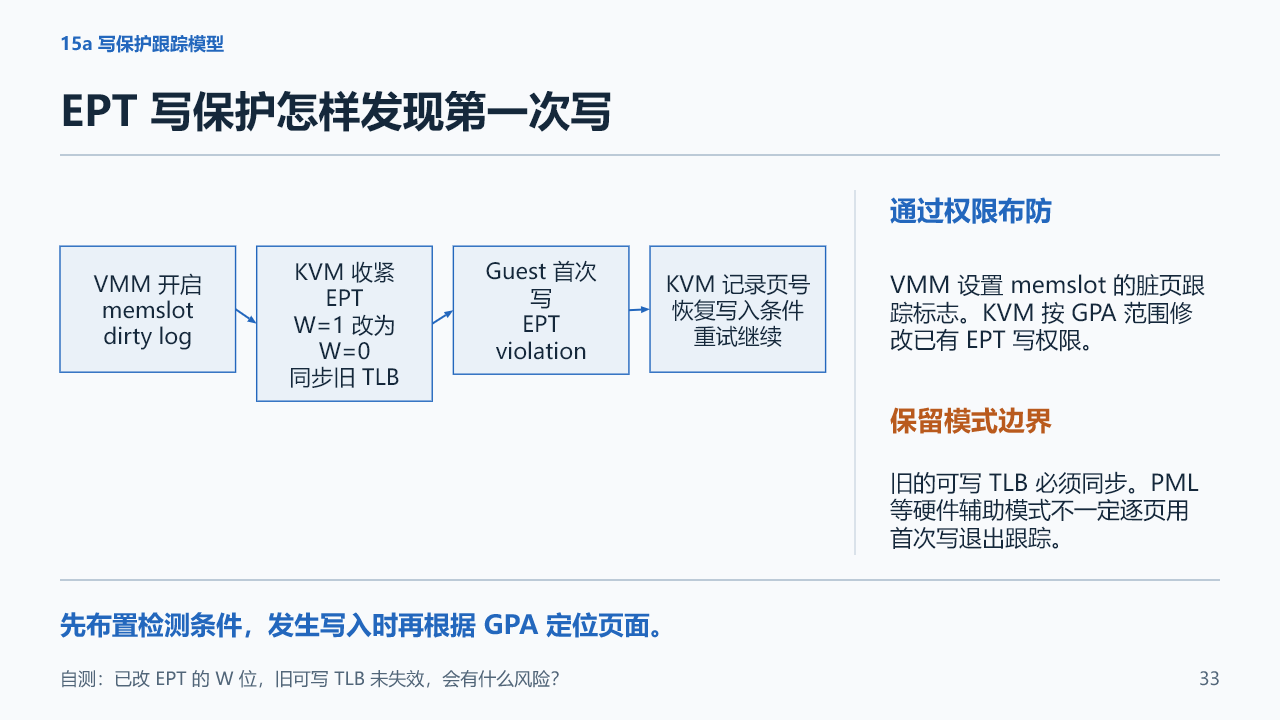 15a 写保护跟踪模型
EPT 写保护怎样发现第一次写
VMM 开启
memslot
dirty log
KVM 收紧
EPT
W=1 改为
W=0
同步旧 TLB
Guest 首次
写
EPT
violation
KVM 记录页号
恢复写入条件
重试继续
通过权限布防
VMM 设置 memslot 的脏页跟
踪标志。KVM 按 GPA 范围修
改已有 EPT 写权限。
保留模式边界
旧的可写 TLB 必须同步。PML
等硬件辅助模式不一定逐页用
首次写退出跟踪。
先布置检测条件，发生写入时再根据 GPA 定位页面。
自测：已改 EPT 的 W 位，旧可写 TLB 未失效，会有什么风险？
33